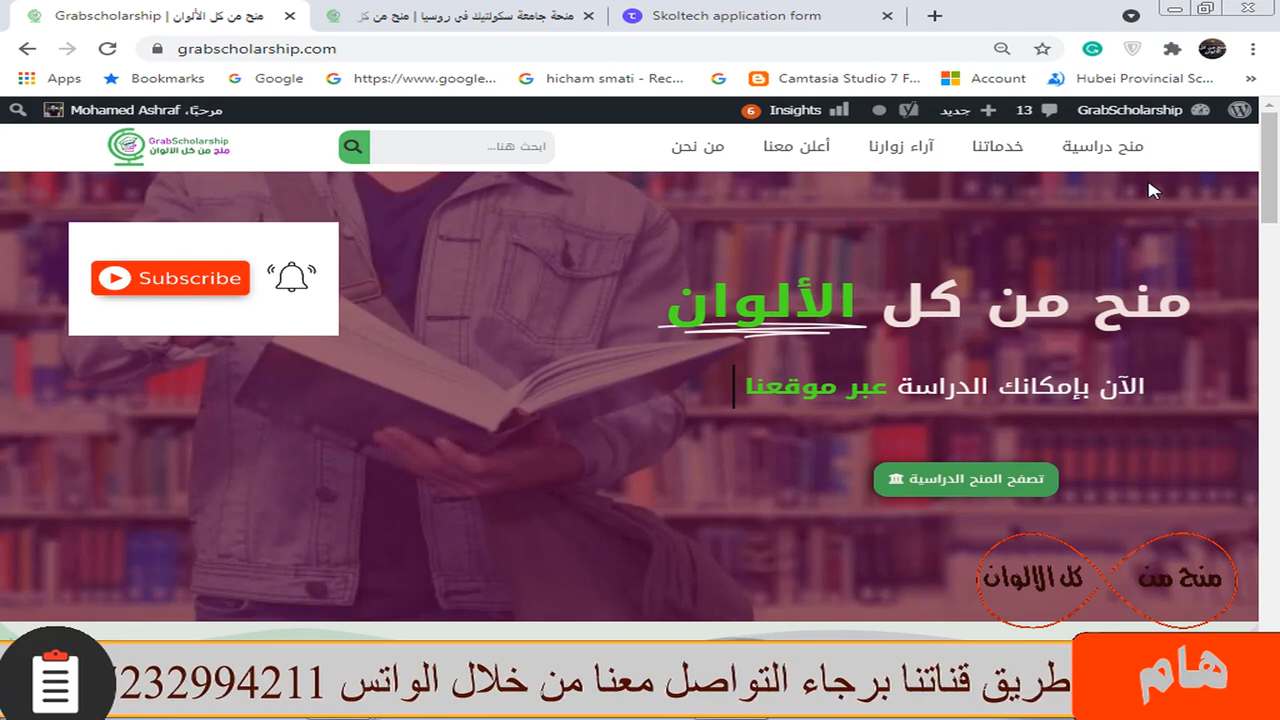 Grabscholarship | منح من كل الألوان
منحة جامعة سكولتيك في روسيا | منح من كل
Skoltech application form
grabscholarship.com
Apps
Bookmarks
Google
https://www.google...
hicham smati - Rec...
Camtasia Studio 7 F...
Account
Hubei Provincial Sc...
مرحبًا، Mohamed Ashraf
6 Insights
جديد
13
GrabScholarship
GrabScholarship
منح من كل الألوان
ابحث هنا...
منح دراسية
خدماتنا
آراء زوارنا
أعلن معنا
من نحن
Subscribe
منح من كل الألوان
الآن بإمكانك الدراسة عبر موقعنا
تصفح المنح الدراسية
منح من كل الالوان
طريق قناتنا برجاء التواصل معنا من خلال الواتس 232994211
هام